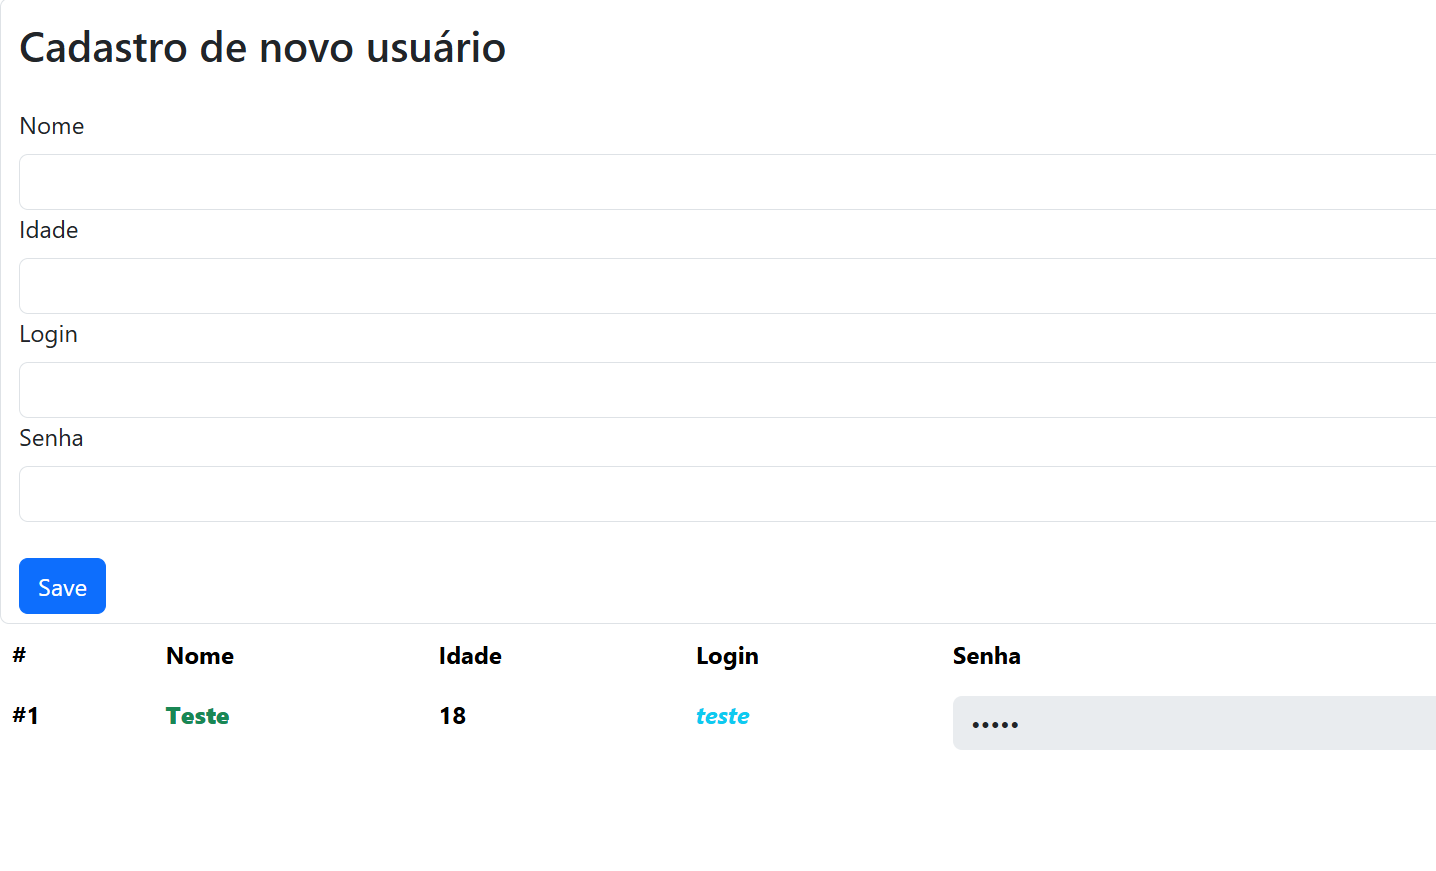 Cadastro de novo usuário
Nome
Idade
Login
Senha
Save
# Nome Idade Login Senha
#1 Teste 18 teste •••••